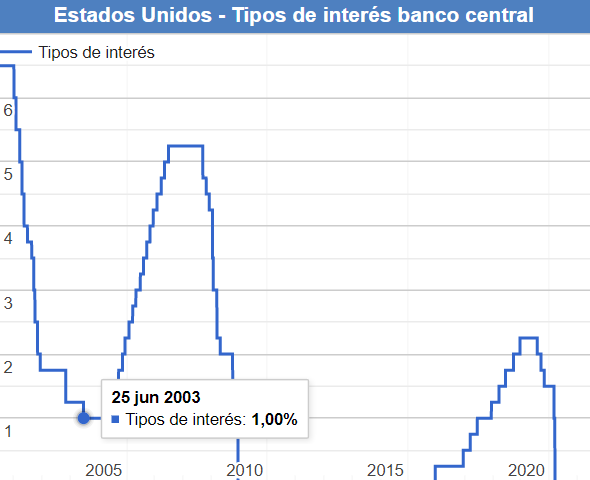 Estados Unidos - Tipos de interés banco central
Tipos de interés
6
5
4
3
2
1
25 jun 2003
Tipos de interés: 1,00%
2005
2010
2015
2020